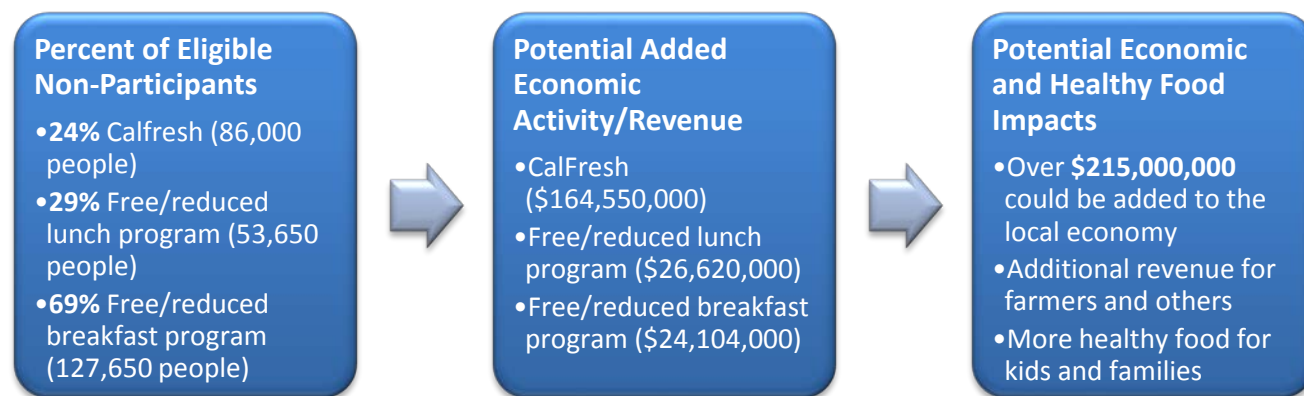 Percent of Eligible
Non-Participants
•24% Calfresh (86,000
people)
•29% Free/reduced
lunch program (53,650
people)
•69% Free/reduced
breakfast program
(127,650 people)
Potential Added
Economic
Activity/Revenue
•CalFresh
($164,550,000)
•Free/reduced lunch
program ($26,620,000)
•Free/reduced breakfast
program ($24,104,000)
Potential Economic
and Healthy Food
Impacts
•Over $215,000,000
could be added to the
local economy
•Additional revenue for
farmers and others
•More healthy food for
kids and families